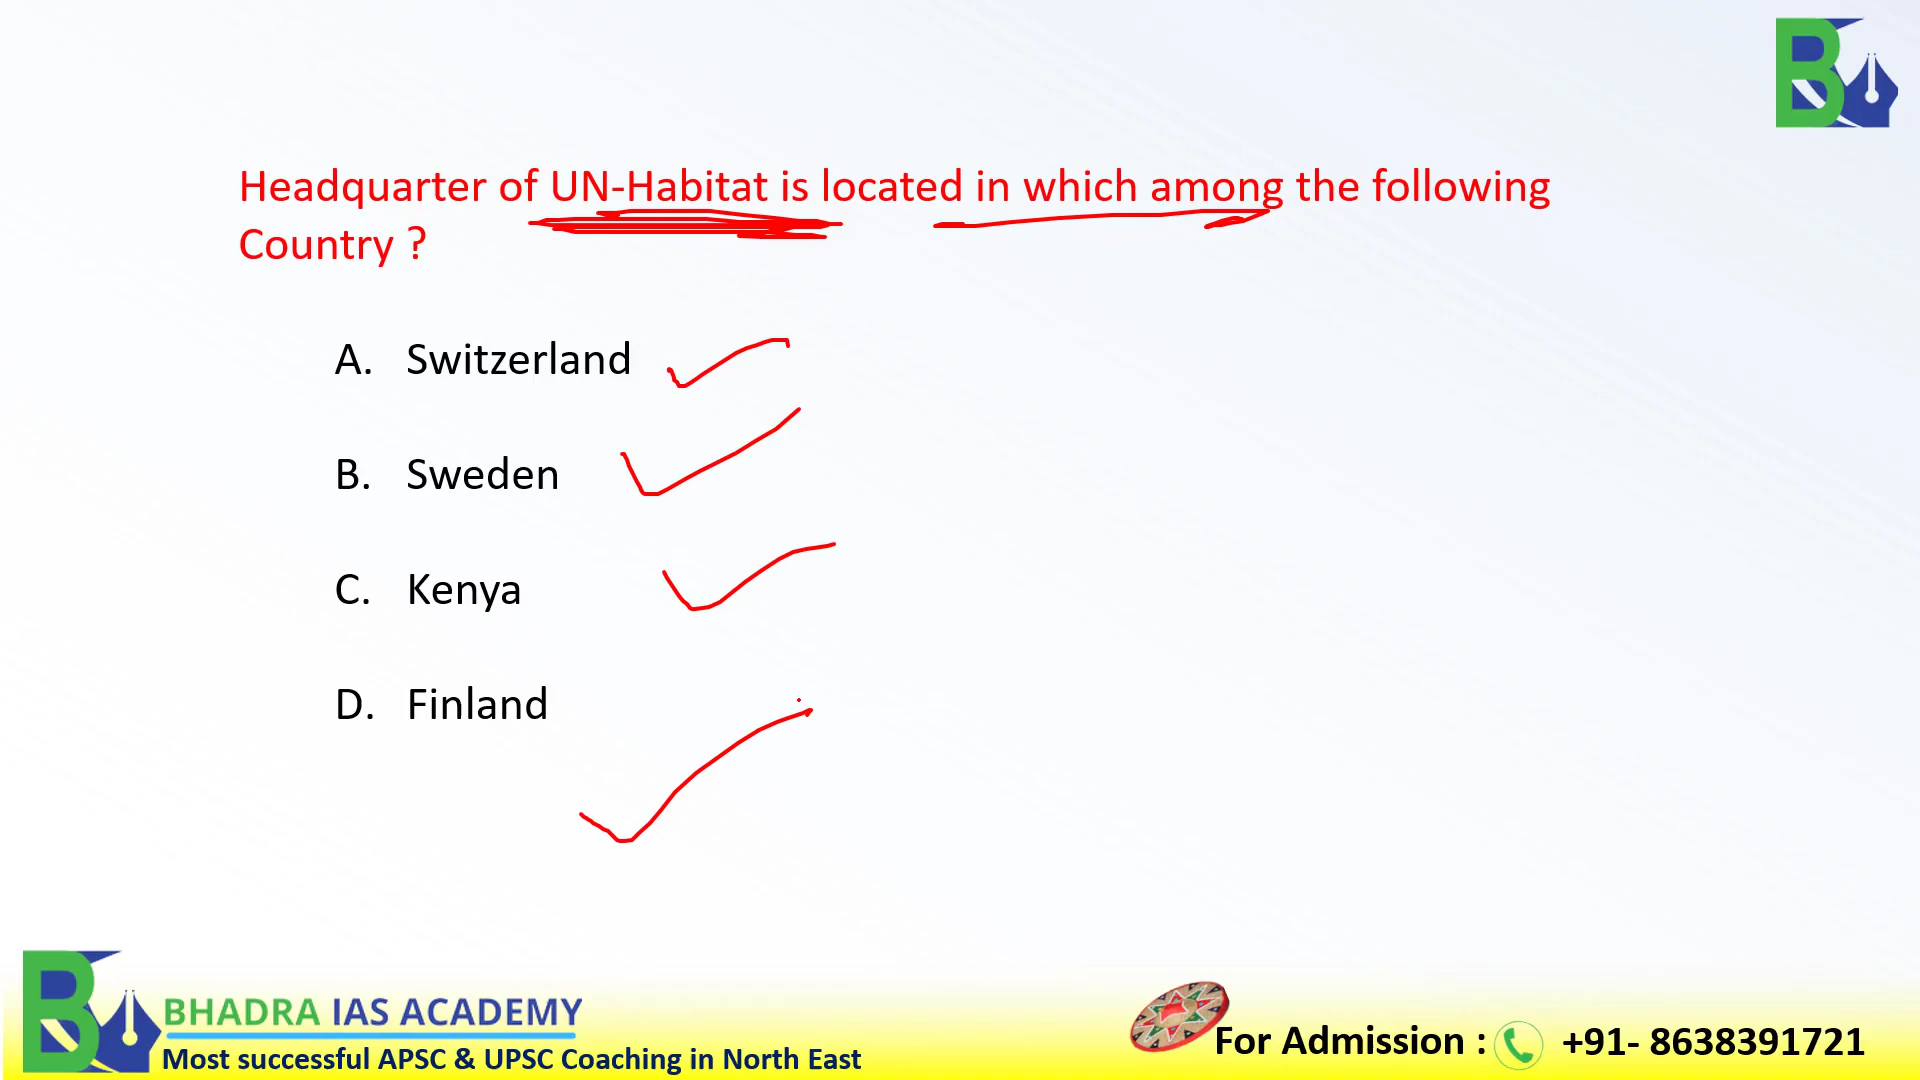 Headquarter of UN-Habitat is located in which among the following
Country ?
A. Switzerland
B. Sweden
C. Kenya
D. Finland
BHADRA IAS ACADEMY
Most successful APSC & UPSC Coaching in North East
For Admission : +91- 8638391721